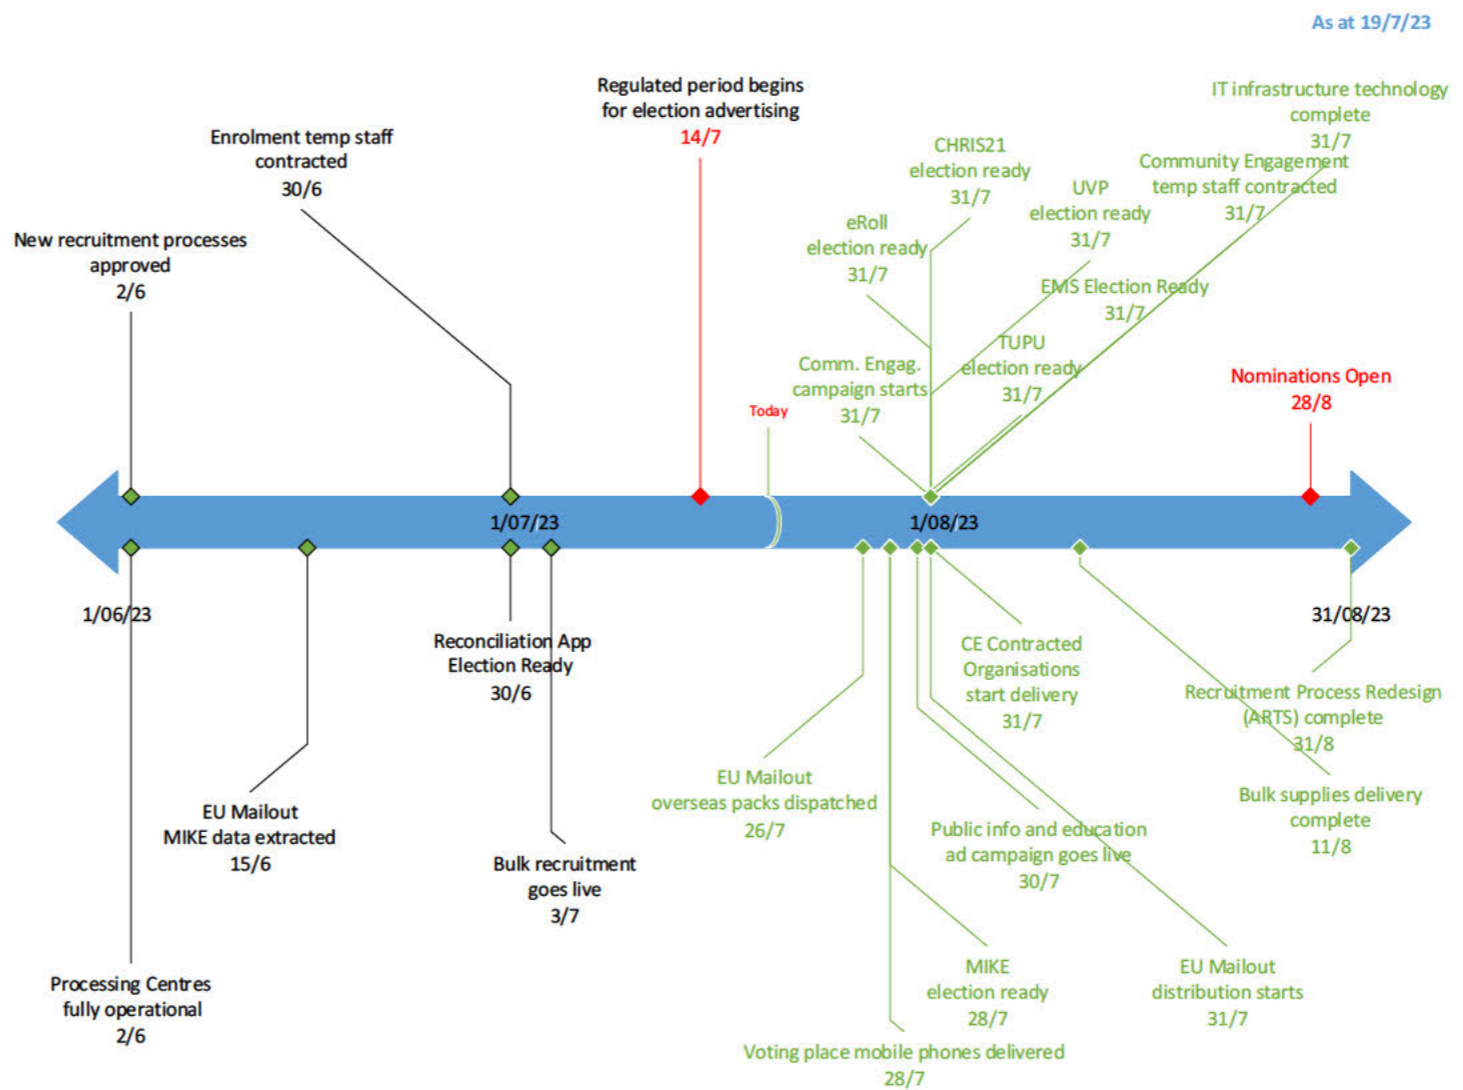 As at 19/7/23
Regulated period begins
for election advertising
14/7
IT infrastructure technology
complete
31/7
Enrolment temp staff
contracted
30/6
CHRIS21
election ready
31/7
Community Engagement
temp staff contracted
31/7
UVP
election ready
31/7
eRoll
election ready
31/7
New recruitment processes
approved
2/6
EMS Election Ready
31/7
TUPU
election ready
31/7
Comm. Engag.
campaign starts
31/7
Nominations Open
28/8
Today
1/07/23
1/08/23
1/06/23
31/08/23
Reconciliation App
Election Ready
30/6
CE Contracted
Organisations
start delivery
31/7
Recruitment Process Redesign
(ARTS) complete
31/8
EU Mailout
overseas packs dispatched
26/7
Bulk supplies delivery
complete
11/8
EU Mailout
MIKE data extracted
15/6
Public info and education
ad campaign goes live
30/7
Bulk recruitment
goes live
3/7
MIKE
election ready
28/7
EU Mailout
distribution starts
31/7
Processing Centres
fully operational
2/6
Voting place mobile phones delivered
28/7